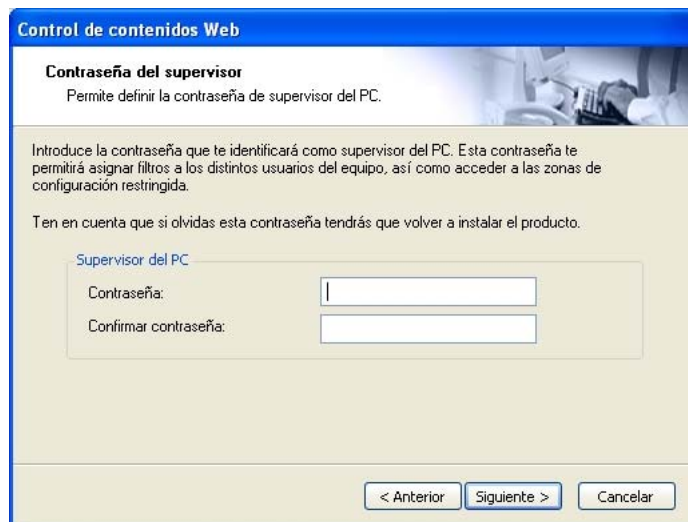 Control de contenidos Web
Contraseña del supervisor
Permite definir la contraseña de supervisor del PC.
Introduce la contraseña que te identificará como supervisor del PC. Esta contraseña te
permitirá asignar filtros a los distintos usuarios del equipo, así como acceder a las zonas de
configuración restringida.
Ten en cuenta que si olvidas esta contraseña tendrás que volver a instalar el producto.
Supervisor del PC
Contraseña:
Confirmar contraseña:
< Anterior Siguiente > Cancelar